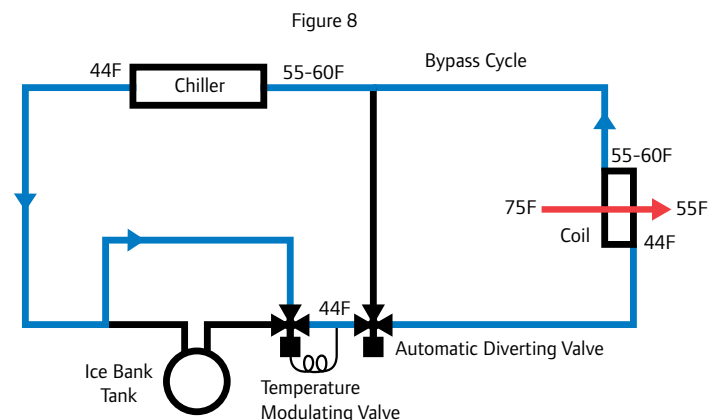 Figure 8
Bypass Cycle
44F
Chiller
55-60F
55-60F
75F
55F
Coil
44F
44F
Automatic Diverting Valve
Ice Bank
Tank
Temperature
Modulating Valve